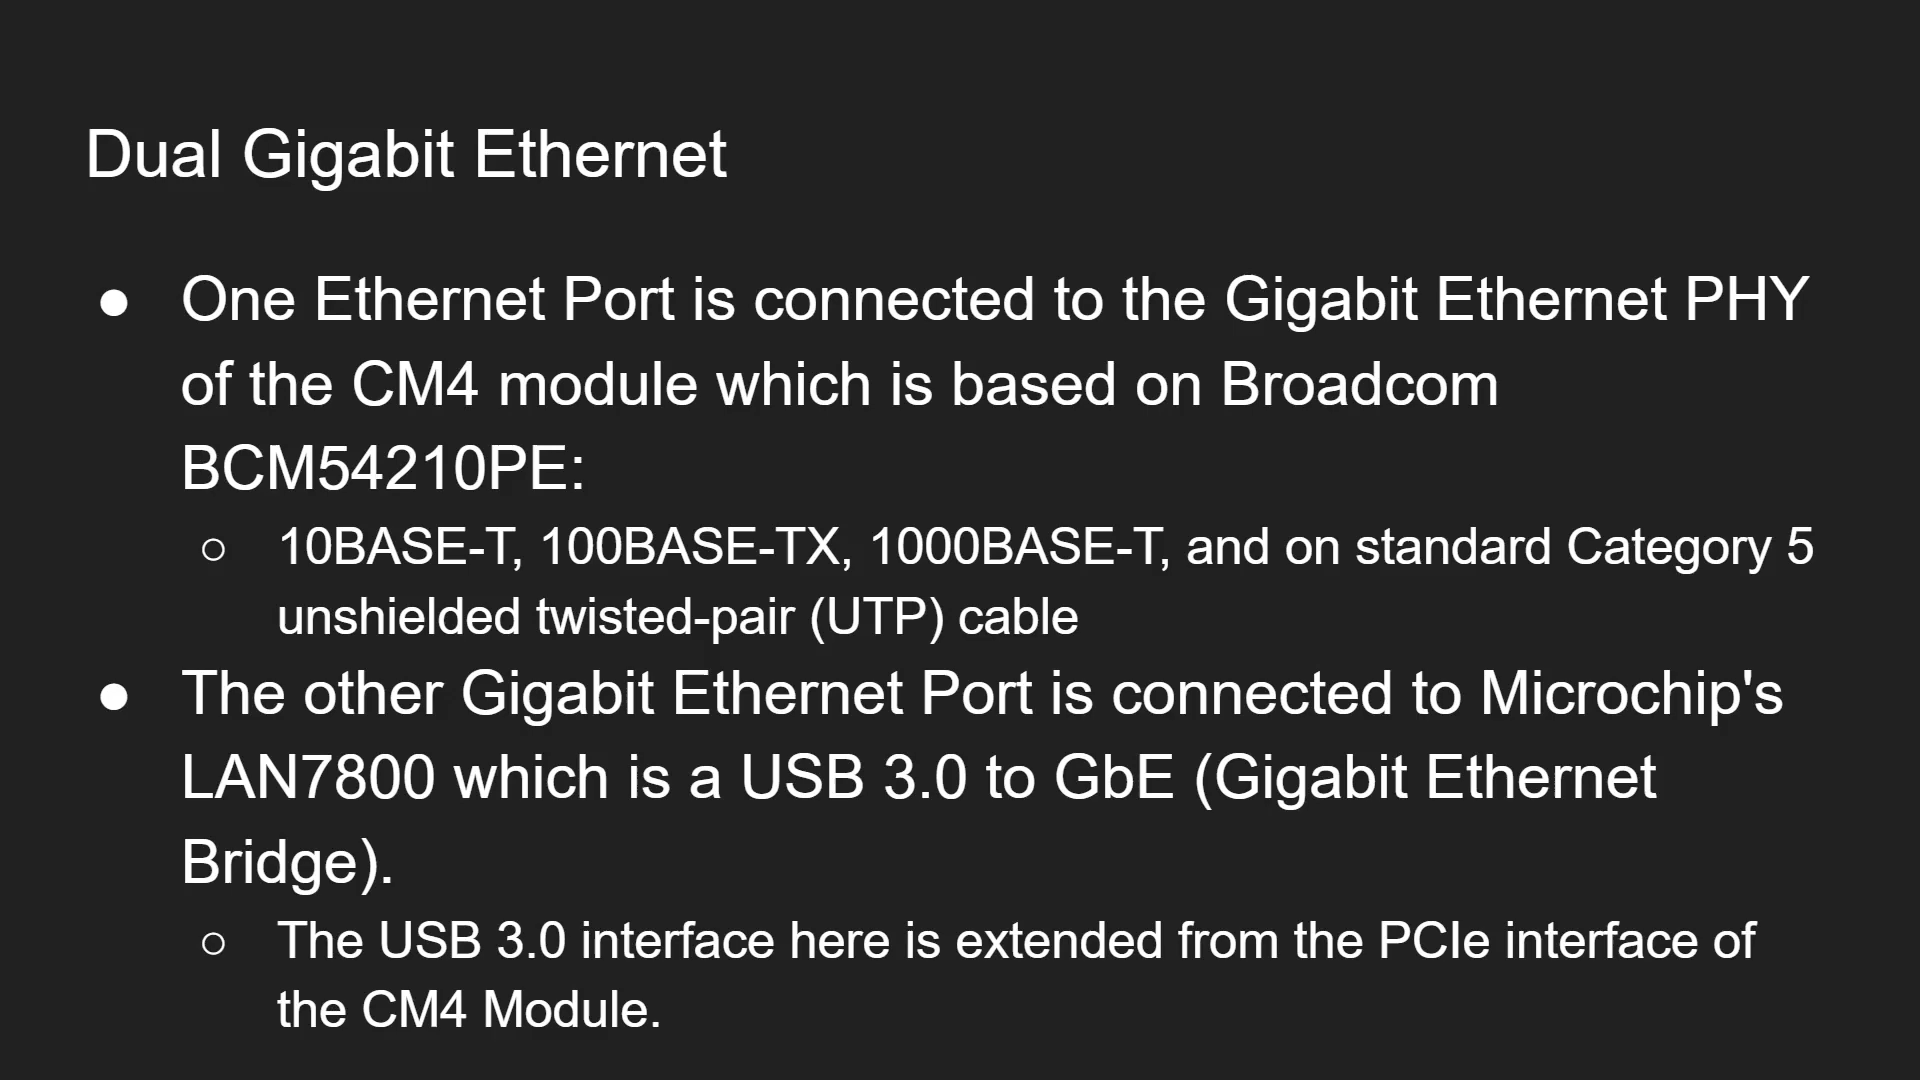 Dual Gigabit Ethernet
● One Ethernet Port is connected to the Gigabit Ethernet PHY
of the CM4 module which is based on Broadcom
BCM54210PE:
○ 10BASE-T, 100BASE-TX, 1000BASE-T, and on standard Category 5
unshielded twisted-pair (UTP) cable
● The other Gigabit Ethernet Port is connected to Microchip's
LAN7800 which is a USB 3.0 to GbE (Gigabit Ethernet
Bridge).
○ The USB 3.0 interface here is extended from the PCIe interface of
the CM4 Module.